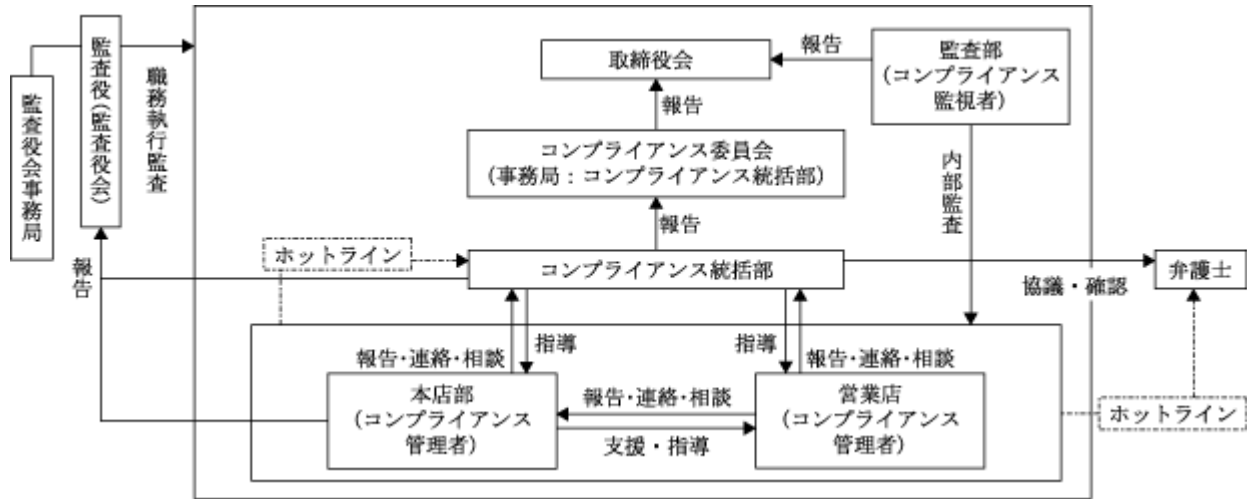 監査役会事務局
監査役(監査役会)
職務執行監査
取締役会
報告
監査部
(コンプライアンス
監視者)
報告
コンプライアンス委員会
(事務局：コンプライアンス統括部)
内部監査
報告
ホットライン
コンプライアンス統括部
報告
協議・確認
弁護士
報告･連絡･相談
指導
指導
報告･連絡･相談
本店部
(コンプライアンス
管理者)
報告･連絡･相談
支援・指導
営業店
(コンプライアンス
管理者)
ホットライン